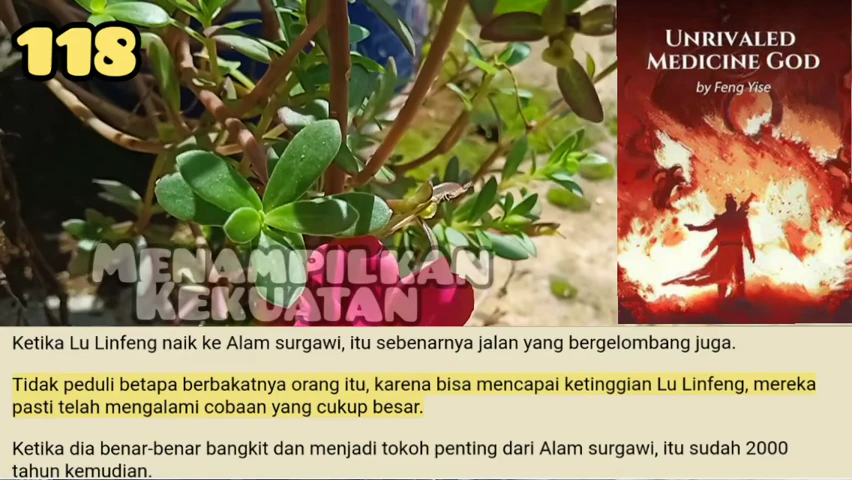 118
UNRIVALED
MEDICINE GOD
by Feng Yise
MENAMPILKAN
KEKUATAN
Ketika Lu Linfeng naik ke Alam surgawi, itu sebenarnya jalan yang bergelombang juga.
Tidak peduli betapa berbakatnya orang itu, karena bisa mencapai ketinggian Lu Linfeng, mereka
pasti telah mengalami cobaan yang cukup besar.
Ketika dia benar-benar bangkit dan menjadi tokoh penting dari Alam surgawi, itu sudah 2000
tahun kemudian.